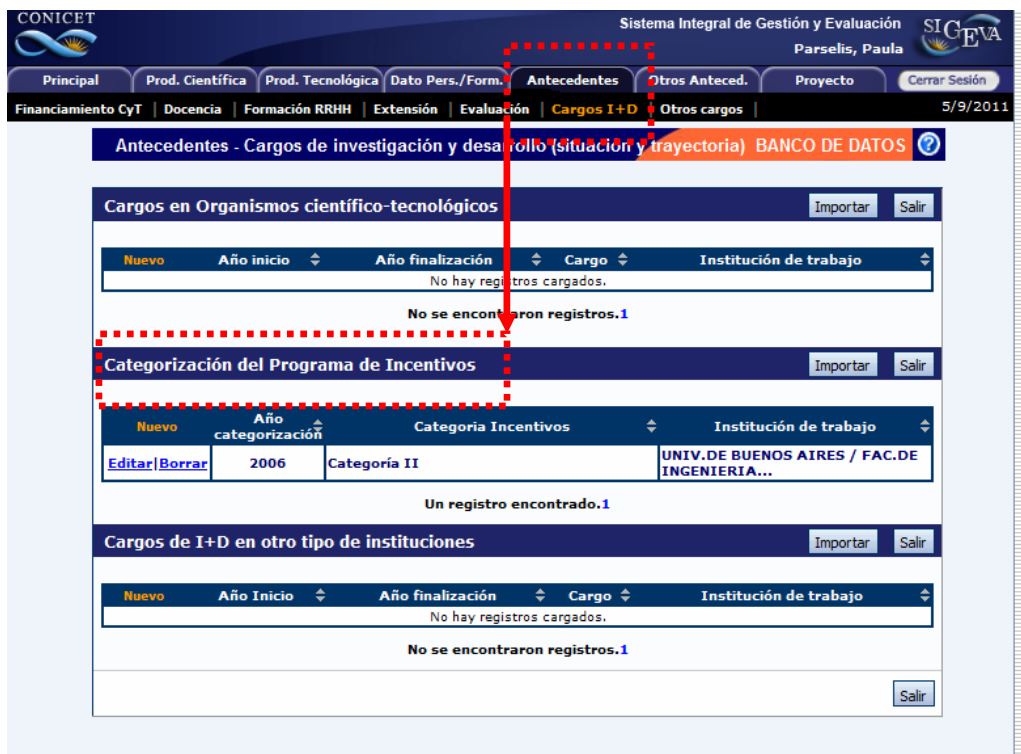 CONICET
Sistema Integral de Gestión y Evaluación
SIGEVA
Parselis, Paula
Principal Prod. Científica Prod. Tecnológica Dato Pers./Form. Antecedentes Otros Anteced. Proyecto Cerrar Sesión
Financiamiento CyT | Docencia | Formación RRHH | Extensión | Evaluación | Cargos I+D | Otros cargos | 5/9/2011
Antecedentes - Cargos de investigación y desarrollo (situación y trayectoria) BANCO DE DATOS ?
Cargos en Organismos científico-tecnológicos Importar Salir
Nuevo Año inicio Año finalización Cargo Institución de trabajo
No hay registros cargados.
No se encontraron registros.1
Categorización del Programa de Incentivos Importar Salir
Nuevo Año categorización Categoria Incentivos Institución de trabajo
Editar|Borrar 2006 Categoría II UNIV.DE BUENOS AIRES / FAC.DE
INGENIERIA...
Un registro encontrado.1
Cargos de I+D en otro tipo de instituciones Importar Salir
Nuevo Año Inicio Año finalización Cargo Institución de trabajo
No hay registros cargados.
No se encontraron registros.1
Salir